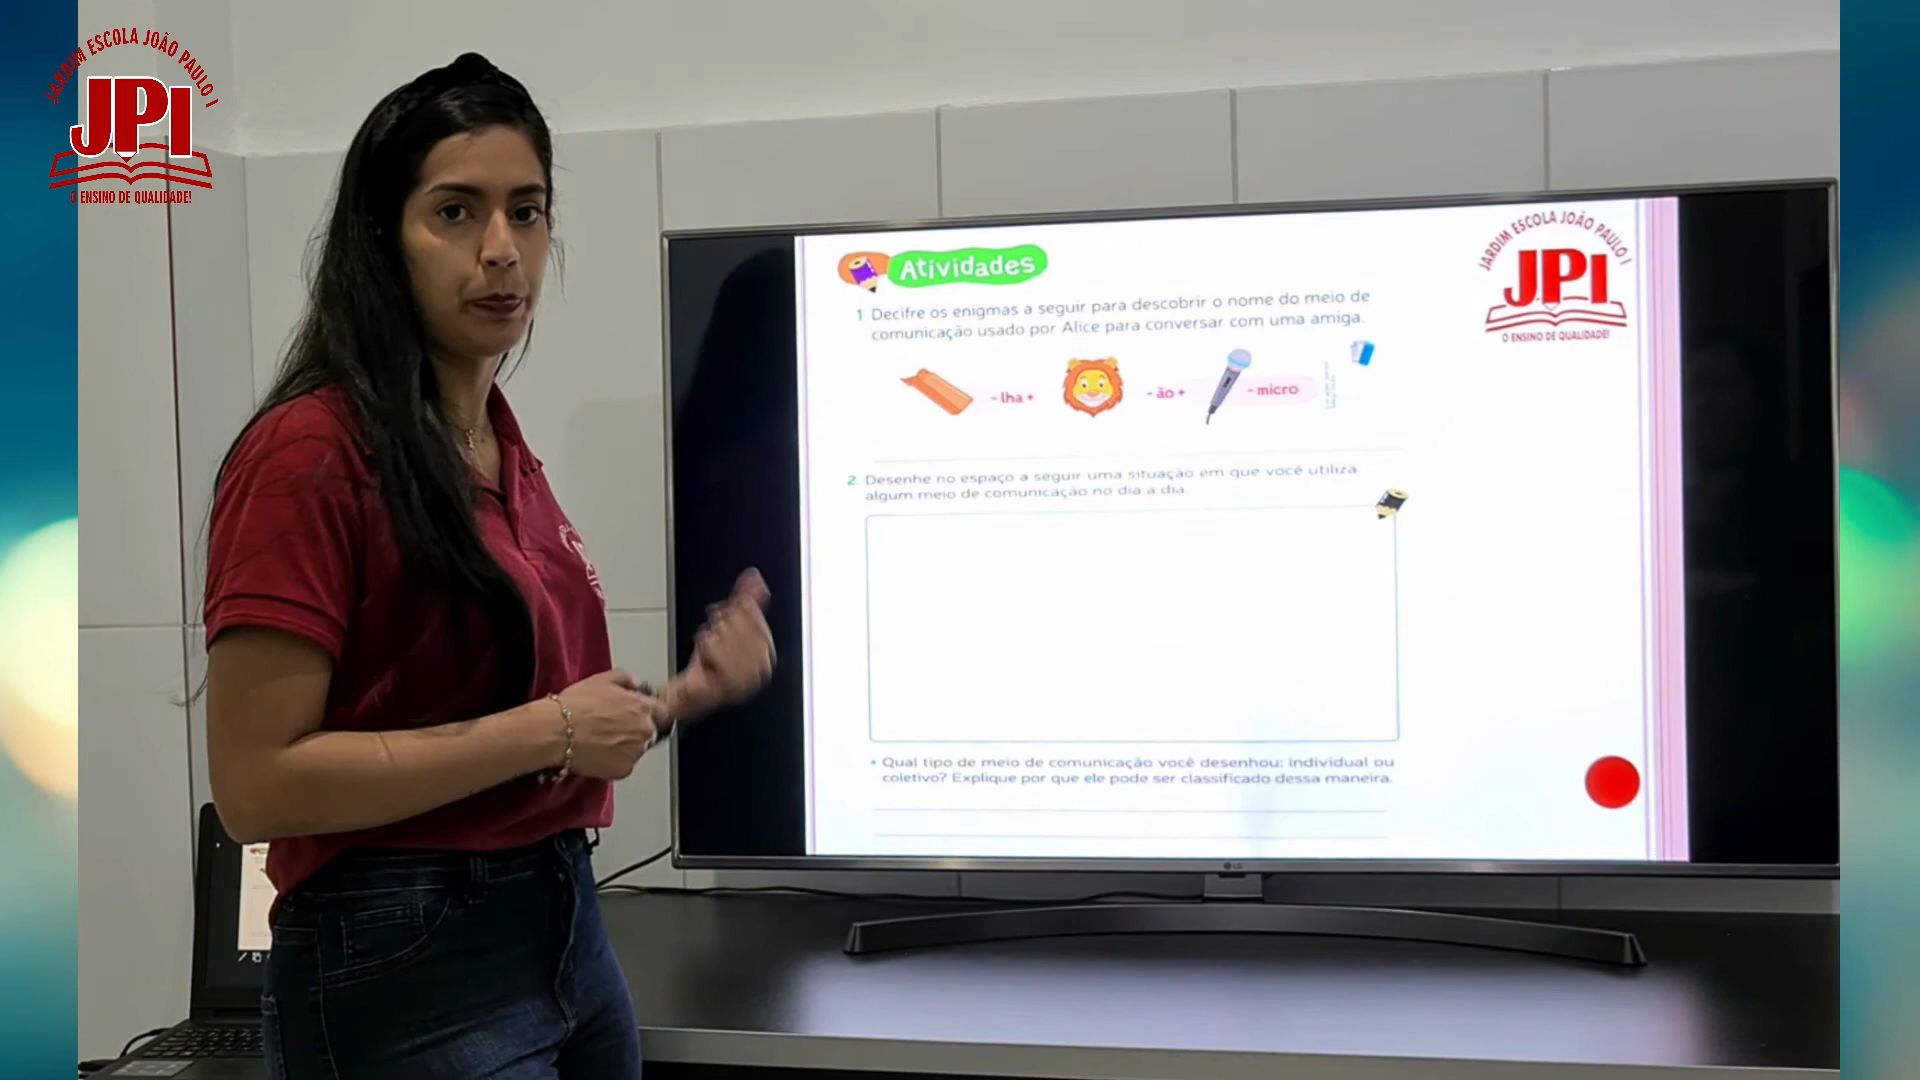 JARDIM ESCOLA JOÃO PAULO I
JPI
O ENSINO DE QUALIDADE!
Atividades
JARDIM ESCOLA JOÃO PAULO I
JPI
O ENSINO DE QUALIDADE!
1 Decifre os enigmas a seguir para descobrir o nome do meio de
comunicação usado por Alice para conversar com uma amiga.
- lha + - ão + - micro
2 Desenhe no espaço a seguir uma situação em que você utiliza
algum meio de comunicação no dia a dia.
• Qual tipo de meio de comunicação você desenhou: individual ou
coletivo? Explique por que ele pode ser classificado dessa maneira.
LG